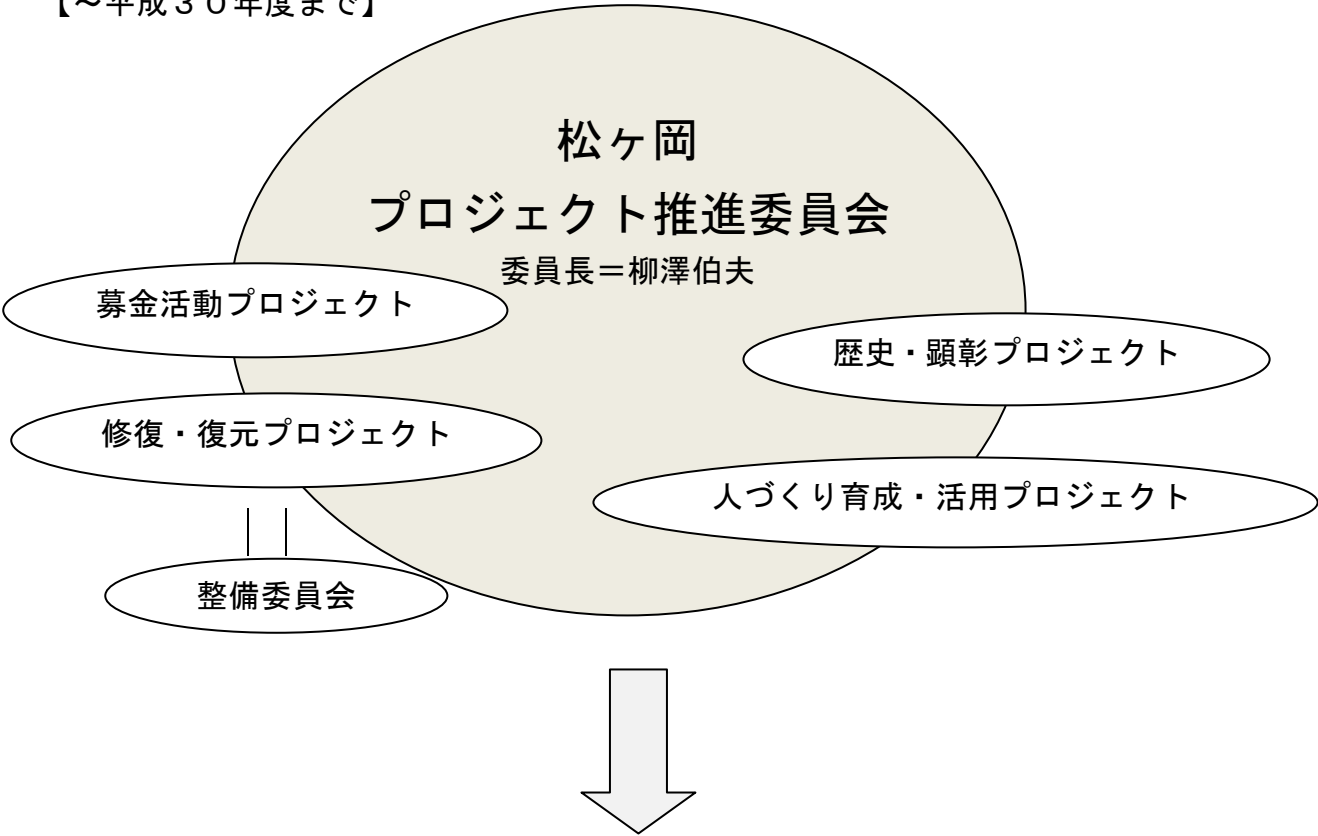 【～平成３０年度まで】
松ヶ岡
プロジェクト推進委員会
委員長＝柳澤伯夫
募金活動プロジェクト
歴史・顕彰プロジェクト
修復・復元プロジェクト
人づくり育成・活用プロジェクト
整備委員会